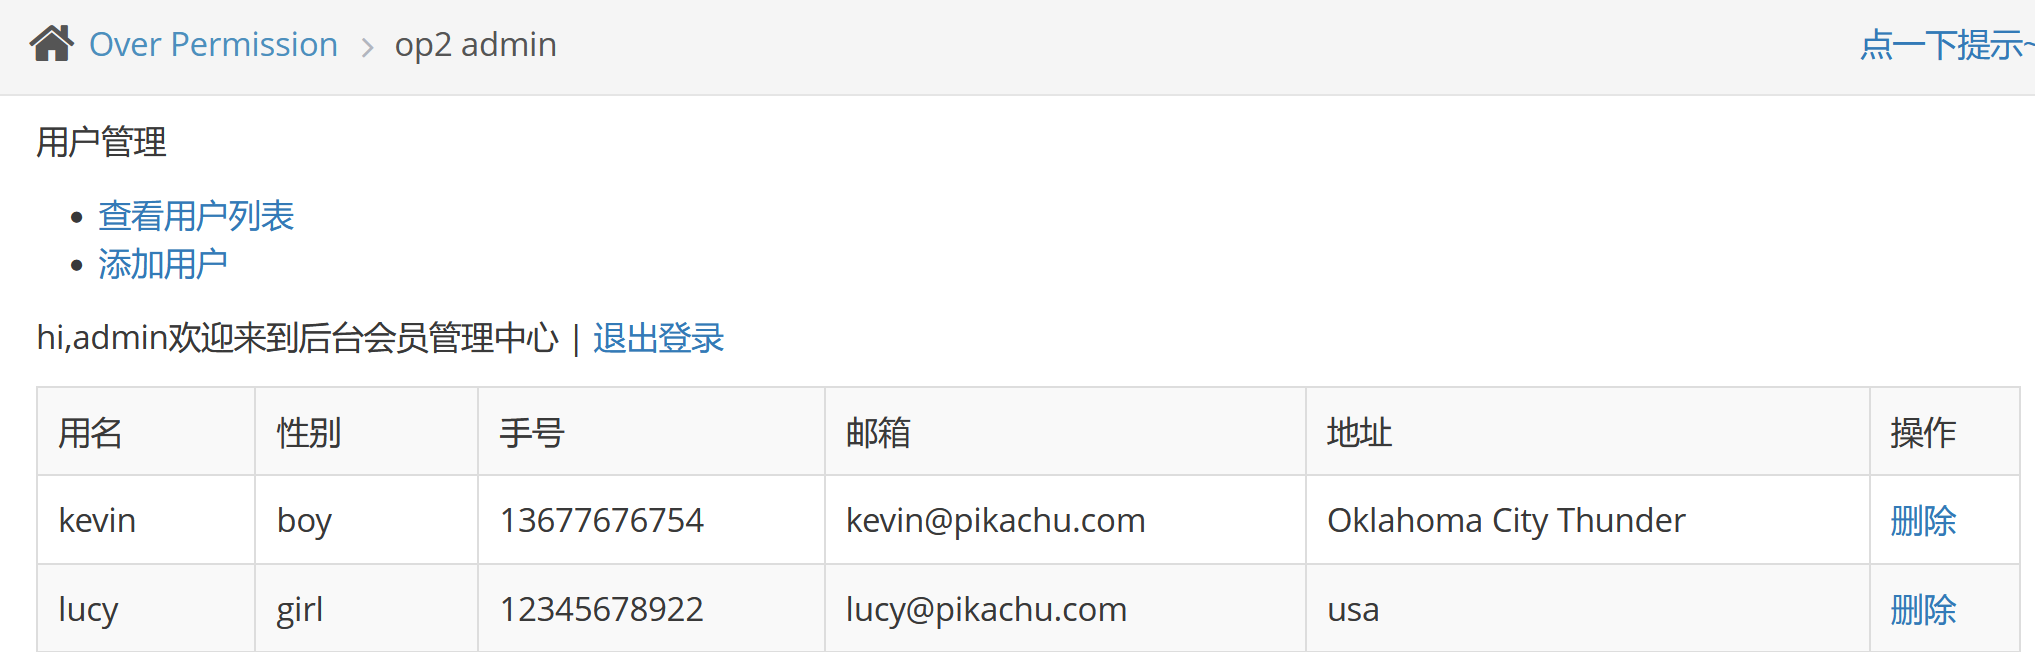 Over Permission > op2 admin 点一下提示~
用户管理
• 查看用户列表
• 添加用户
hi,admin欢迎来到后台会员管理中心 | 退出登录
用名 性别 手号 邮箱 地址 操作
kevin boy 13677676754 kevin@pikachu.com Oklahoma City Thunder 删除
lucy girl 12345678922 lucy@pikachu.com usa 删除